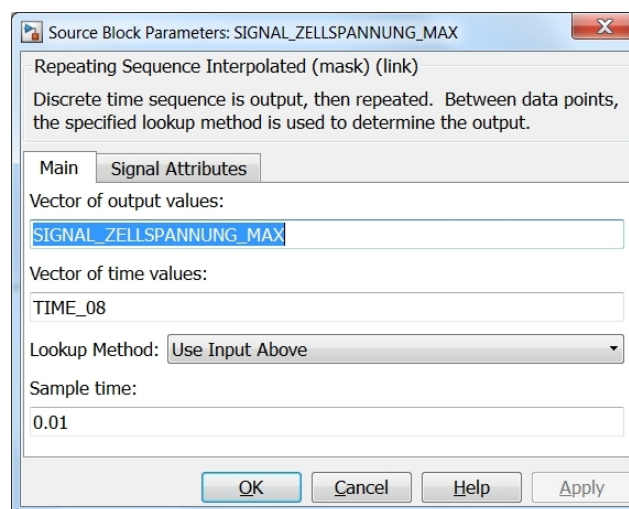 Source Block Parameters: SIGNAL_ZELLSPANNUNG_MAX
Repeating Sequence Interpolated (mask) (link)
Discrete time sequence is output, then repeated.  Between data points,
the specified lookup method is used to determine the output.
Main
Signal Attributes
Vector of output values:
SIGNAL_ZELLSPANNUNG_MAX
Vector of time values:
TIME_08
Lookup Method: Use Input Above
Sample time:
0.01
OK Cancel Help Apply